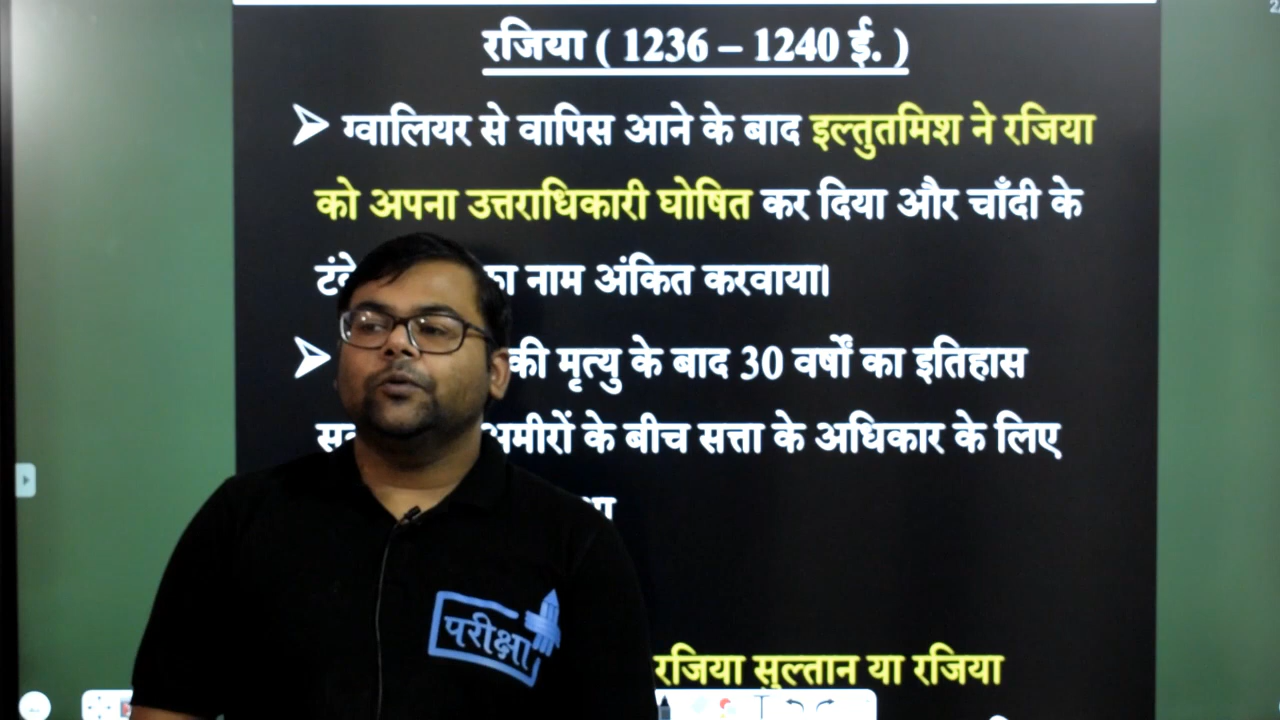 रजिया ( 1236 – 1240 ई. )
ग्वालियर से वापिस आने के बाद इल्तुतमिश ने रजिया
को अपना उत्तराधिकारी घोषित कर दिया और चाँदी के
नाम अंकित करवाया।
की मृत्यु के बाद 30 वर्षों का इतिहास
के बीच सत्ता के अधिकार के लिए
परीक्षा
रजिया सुल्तान या रजिया